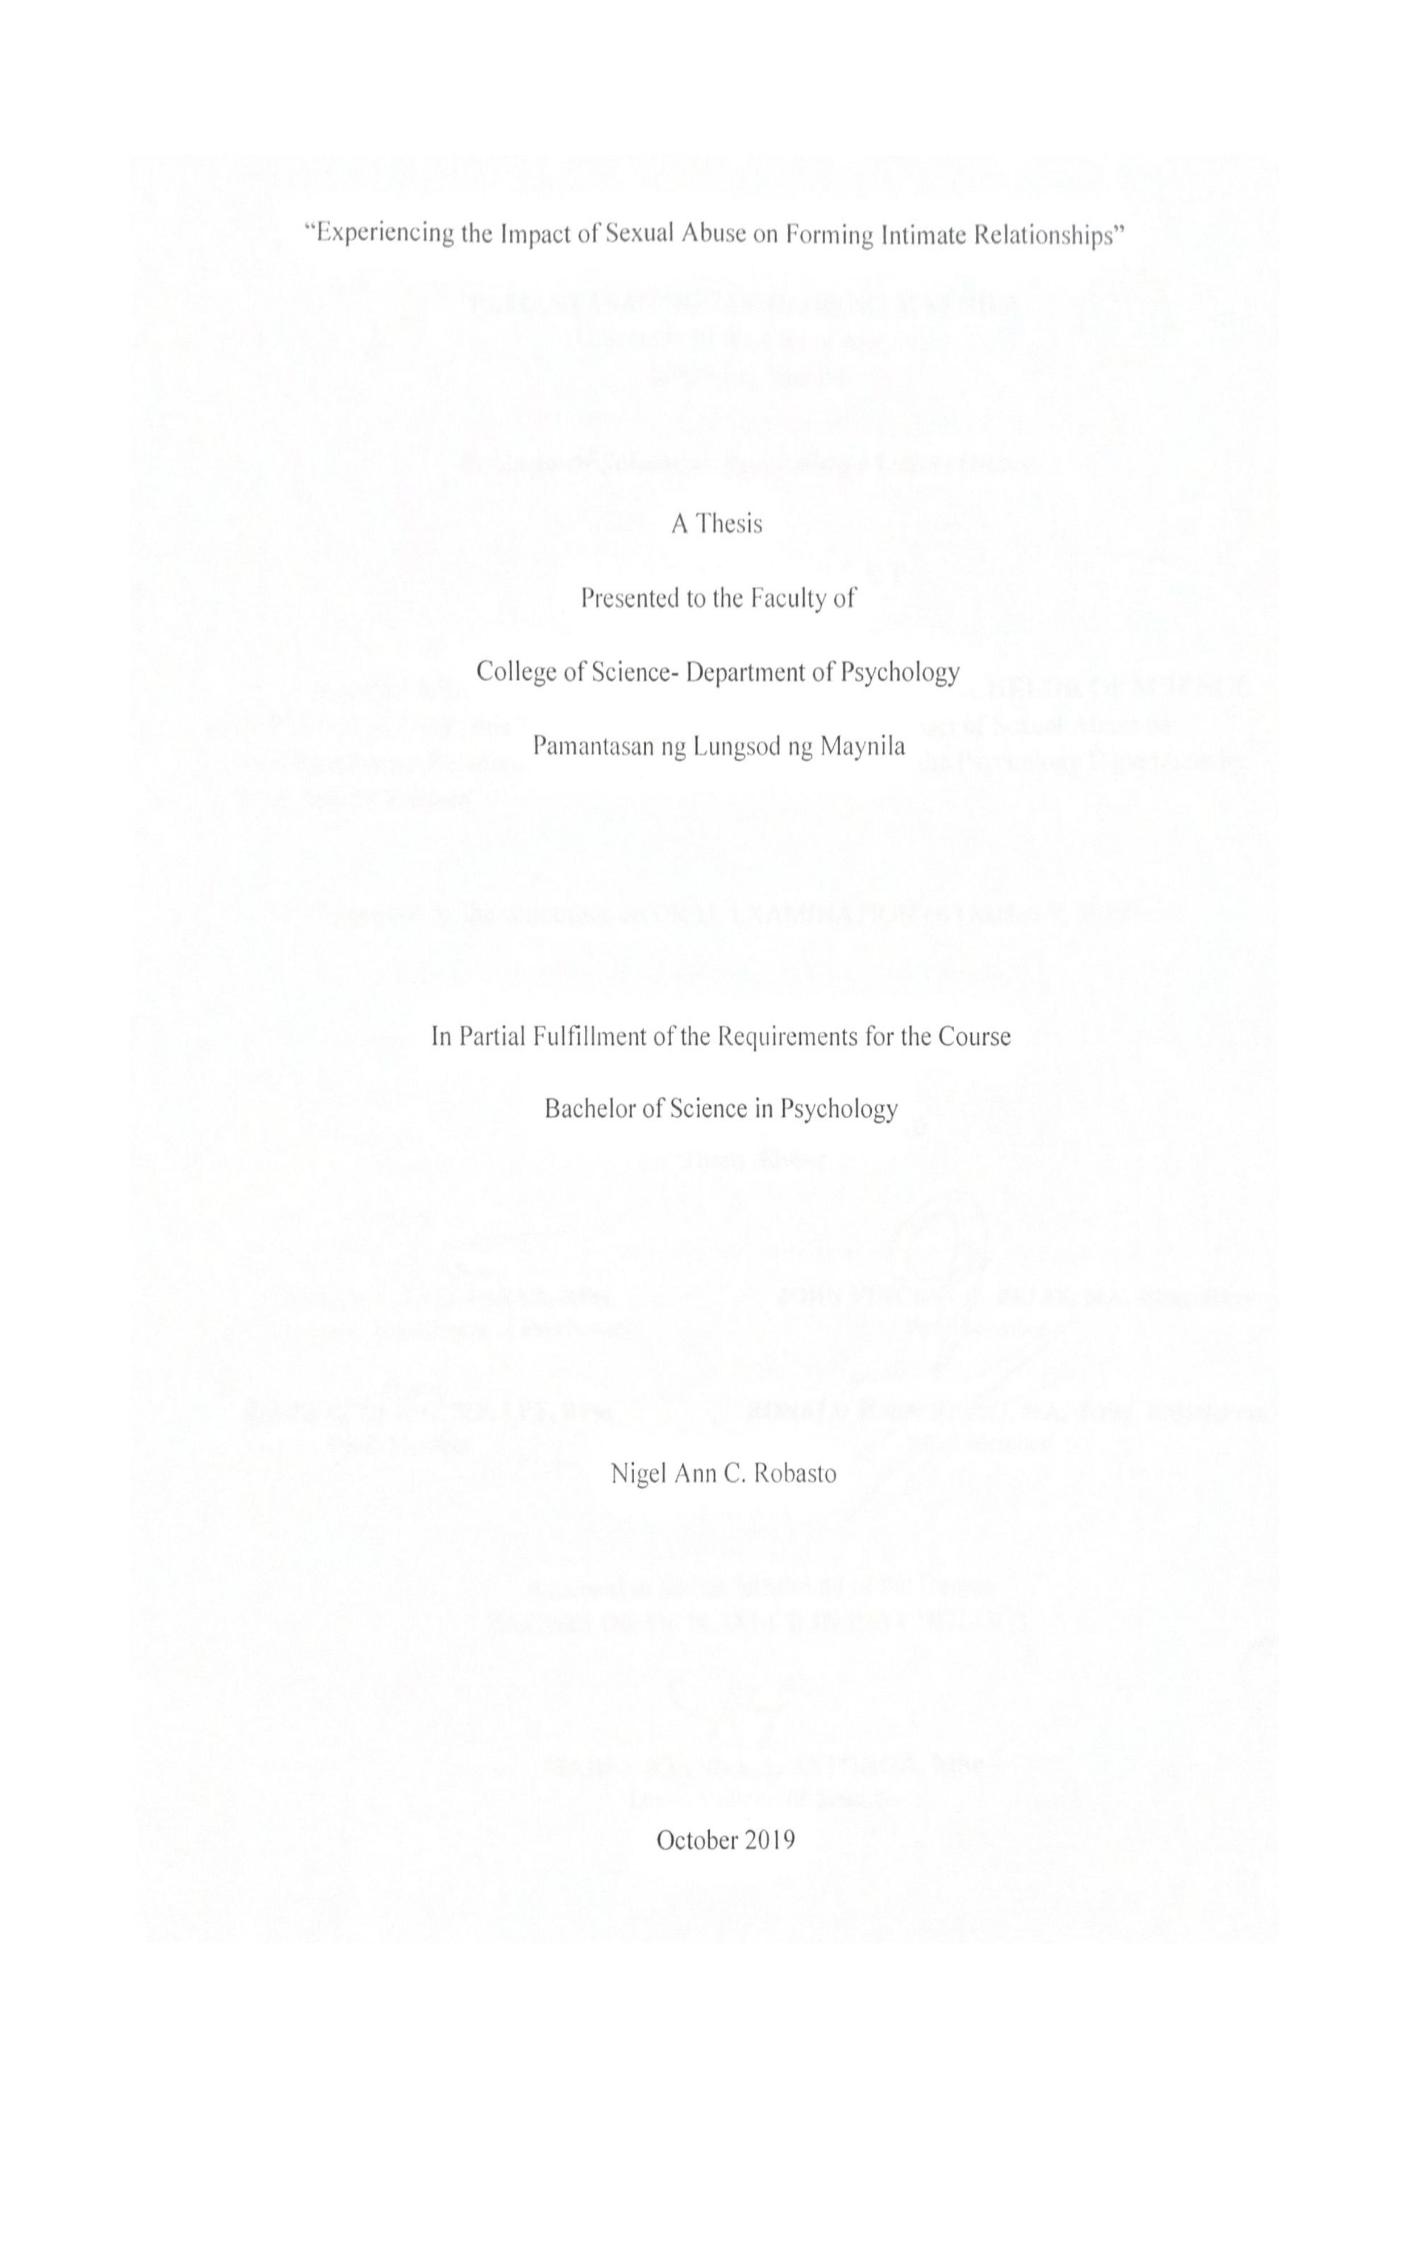 “Experiencing the Impact of Sexual Abuse on Forming Intimate Relationships”
A Thesis
Presented to the Faculty of
College of Science- Department of Psychology
Pamantasan ng Lungsod ng Maynila
In Partial Fulfillment of the Requirements for the Course
Bachelor of Science in Psychology
Nigel Ann C. Robasto
October 2019